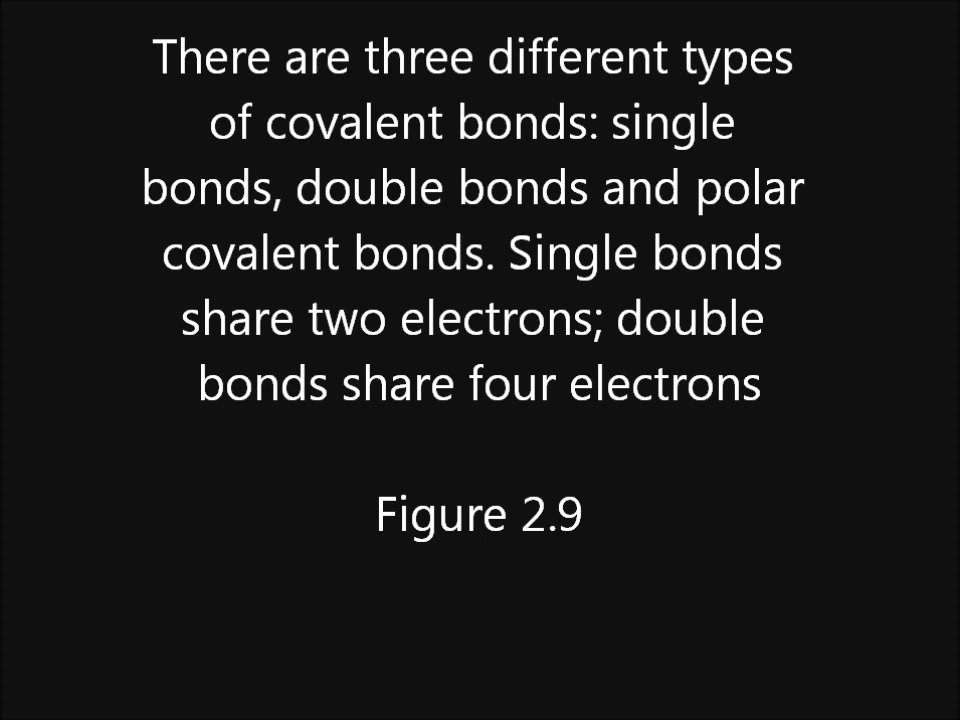 There are three different types
of covalent bonds: single
bonds, double bonds and polar
covalent bonds. Single bonds
share two electrons; double
bonds share four electrons
Figure 2.9